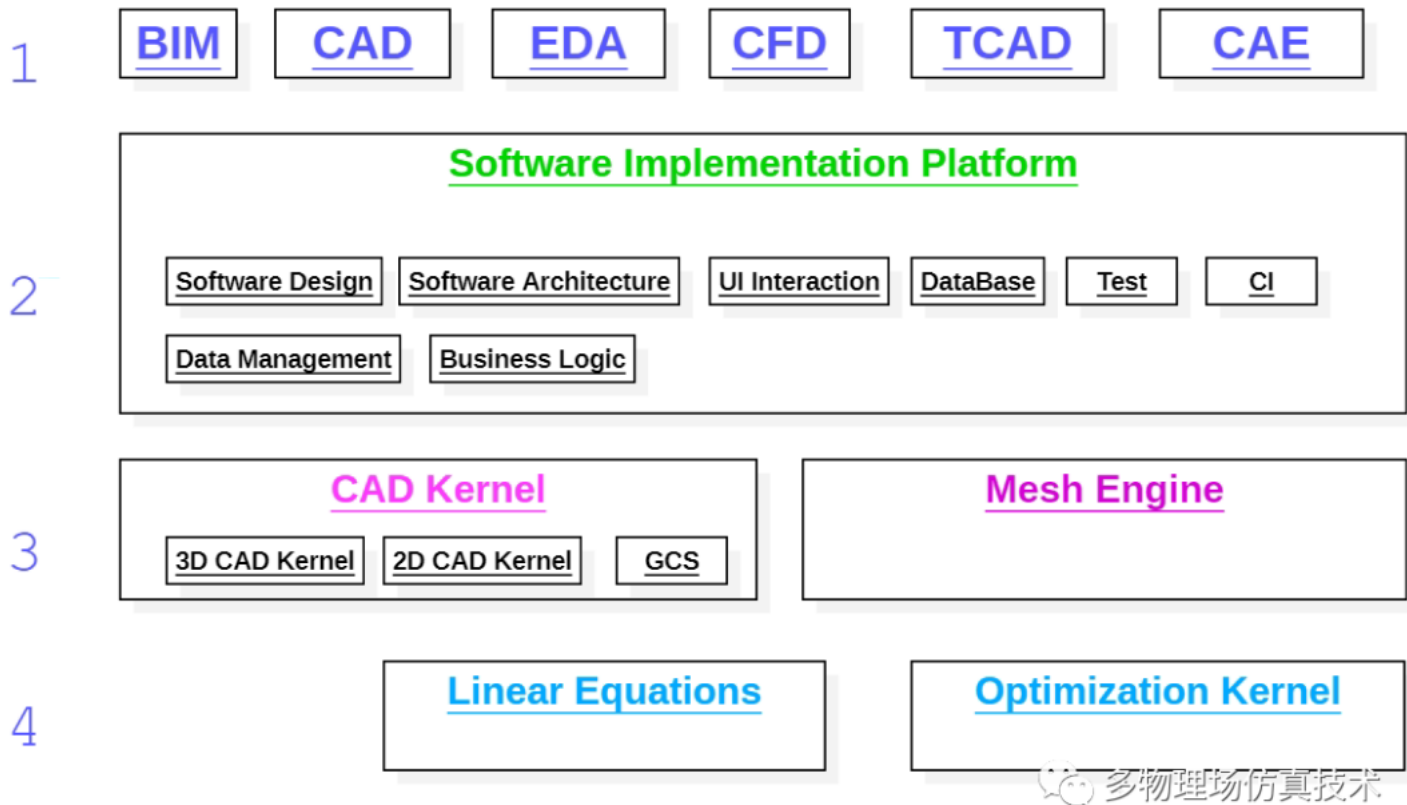 1
BIM
CAD
EDA
CFD
TCAD
CAE
2
Software Implementation Platform
Software Design
Software Architecture
UI Interaction
DataBase
Test
CI
Data Management
Business Logic
3
CAD Kernel
3D CAD Kernel
2D CAD Kernel
GCS
Mesh Engine
4
Linear Equations
Optimization Kernel
多物理场仿真技术